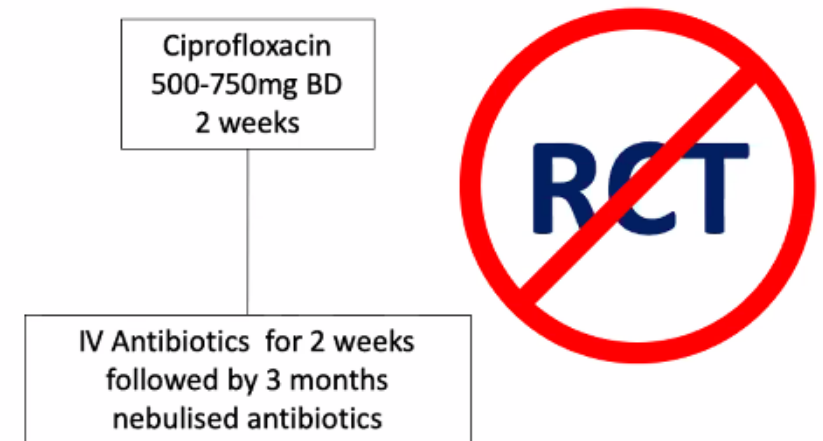 Ciprofloxacin
500-750mg BD
2 weeks
RCT
IV Antibiotics for 2 weeks
followed by 3 months
nebulised antibiotics